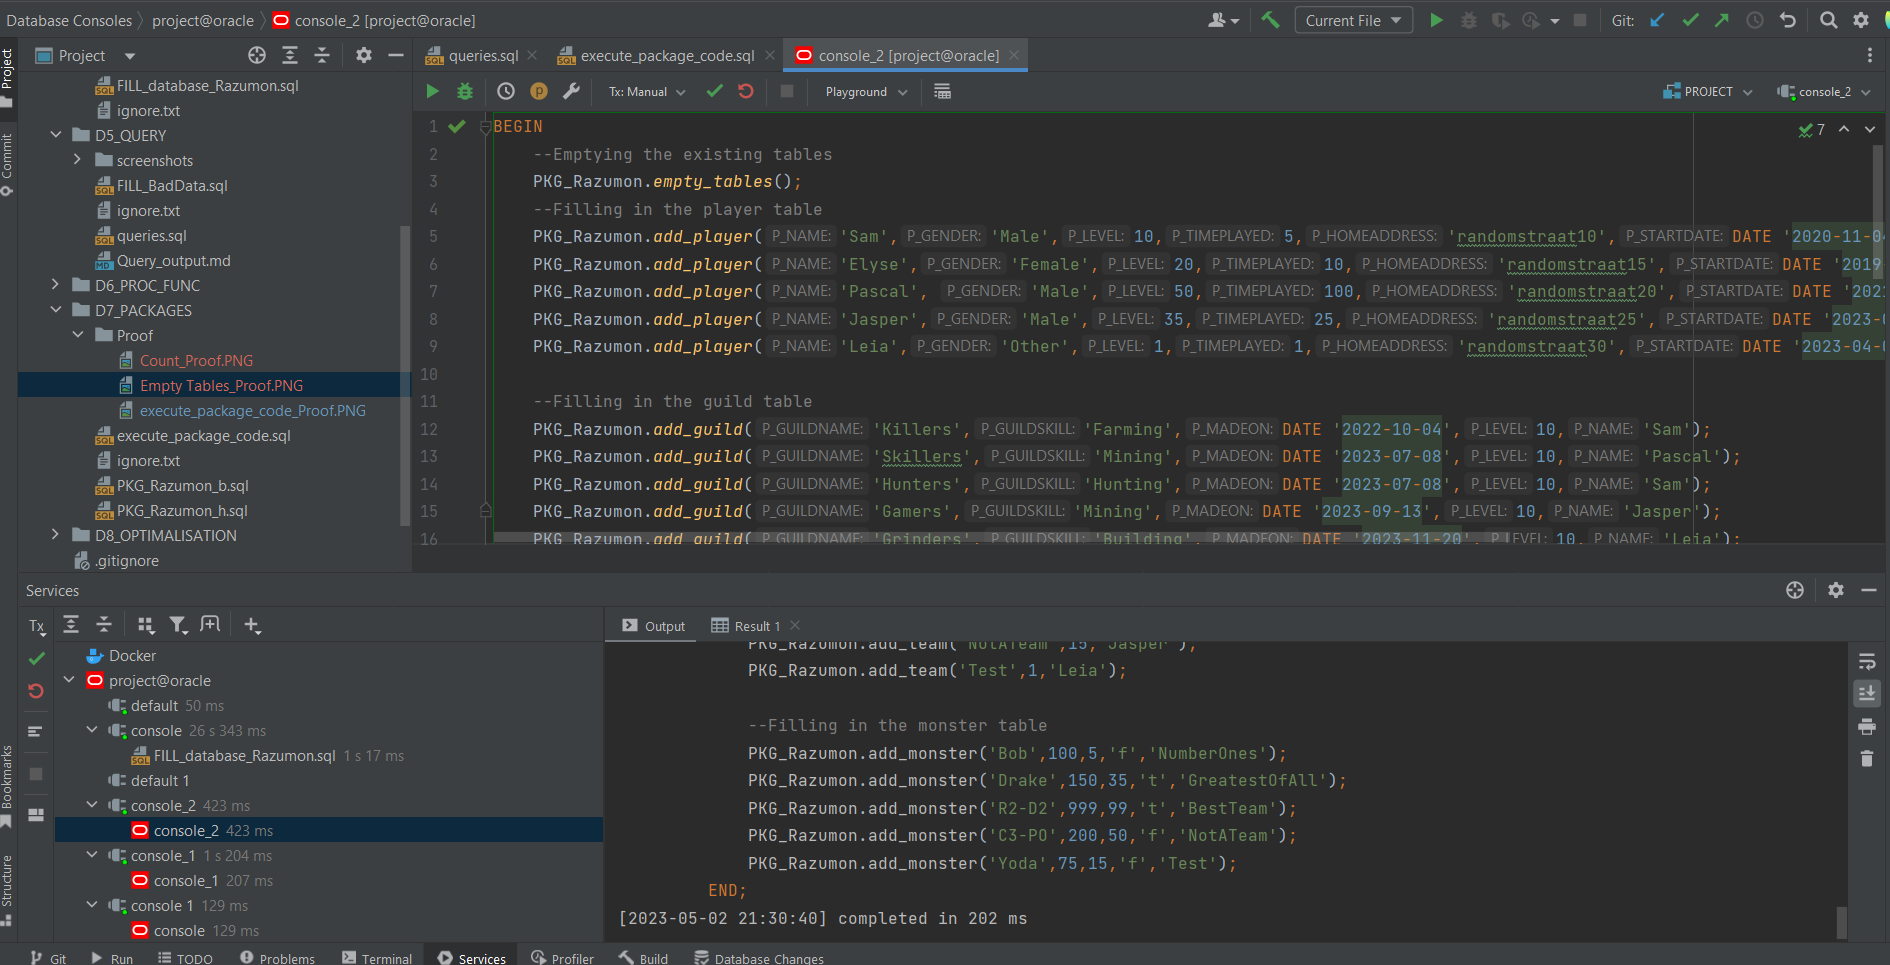 Database Consoles project@oracle console_2 [project@oracle]
Current File
Git:
Project
queries.sql
execute_package_code.sql
console_2 [project@oracle]
Project
Commit
Bookmarks
Structure
FILL_database_Razumon.sql
ignore.txt
D5_QUERY
screenshots
FILL_BadData.sql
ignore.txt
queries.sql
Query_output.md
D6_PROC_FUNC
D7_PACKAGES
Proof
Count_Proof.PNG
Empty Tables_Proof.PNG
execute_package_code_Proof.PNG
execute_package_code.sql
ignore.txt
PKG_Razumon_b.sql
PKG_Razumon_h.sql
D8_OPTIMALISATION
.gitignore
Tx: Manual
Playground
PROJECT
console_2
7
1 BEGIN
2 --Emptying the existing tables
3 PKG_Razumon.empty_tables();
4 --Filling in the player table
5 PKG_Razumon.add_player( P_NAME: 'Sam', P_GENDER: 'Male', P_LEVEL: 10, P_TIMEPLAYED: 5, P_HOMEADDRESS: 'randomstraat10', P_STARTDATE: DATE '2020-11-04
6 PKG_Razumon.add_player( P_NAME: 'Elyse', P_GENDER: 'Female', P_LEVEL: 20, P_TIMEPLAYED: 10, P_HOMEADDRESS: 'randomstraat15', P_STARTDATE: DATE '2019-
7 PKG_Razumon.add_player( P_NAME: 'Pascal', P_GENDER: 'Male', P_LEVEL: 50, P_TIMEPLAYED: 100, P_HOMEADDRESS: 'randomstraat20', P_STARTDATE: DATE '202
8 PKG_Razumon.add_player( P_NAME: 'Jasper', P_GENDER: 'Male', P_LEVEL: 35, P_TIMEPLAYED: 25, P_HOMEADDRESS: 'randomstraat25', P_STARTDATE: DATE '2023-
9 PKG_Razumon.add_player( P_NAME: 'Leia', P_GENDER: 'Other', P_LEVEL: 1, P_TIMEPLAYED: 1, P_HOMEADDRESS: 'randomstraat30', P_STARTDATE: DATE '2023-04-
10
11 --Filling in the guild table
12 PKG_Razumon.add_guild( P_GUILDNAME: 'Killers', P_GUILDSKILL: 'Farming', P_MADEON: DATE '2022-10-04', P_LEVEL: 10, P_NAME: 'Sam');
13 PKG_Razumon.add_guild( P_GUILDNAME: 'Skillers', P_GUILDSKILL: 'Mining', P_MADEON: DATE '2023-07-08', P_LEVEL: 10, P_NAME: 'Pascal');
14 PKG_Razumon.add_guild( P_GUILDNAME: 'Hunters', P_GUILDSKILL: 'Hunting', P_MADEON: DATE '2023-07-08', P_LEVEL: 10, P_NAME: 'Sam');
15 PKG_Razumon.add_guild( P_GUILDNAME: 'Gamers', P_GUILDSKILL: 'Mining', P_MADEON: DATE '2023-09-13', P_LEVEL: 10, P_NAME: 'Jasper');
16 PKG_Razumon.add_guild( P_GUILDNAME: 'Grinders', P_GUILDSKILL: 'Building', P_MADEON: DATE '2023-11-20', P_LEVEL: 10, P_NAME: 'Leia');
Services
Tx
Docker
project@oracle
default 50 ms
console 26 s 343 ms
FILL_database_Razumon.sql 1 s 17 ms
default 1
console_2 423 ms
console_2 423 ms
console_1 1 s 204 ms
console_1 207 ms
console 1 129 ms
console 129 ms
Output
Result 1
PKG_Razumon.add_team('NotATeam',15,'Jasper');
PKG_Razumon.add_team('Test',1,'Leia');
--Filling in the monster table
PKG_Razumon.add_monster('Bob',100,5,'f','NumberOnes');
PKG_Razumon.add_monster('Drake',150,35,'t','GreatestOfAll');
PKG_Razumon.add_monster('R2-D2',999,99,'t','BestTeam');
PKG_Razumon.add_monster('C3-PO',200,50,'f','NotATeam');
PKG_Razumon.add_monster('Yoda',75,15,'f','Test');
END;
[2023-05-02 21:30:40] completed in 202 ms
Git
Run
TODO
Problems
Terminal
Services
Profiler
Build
Database Changes